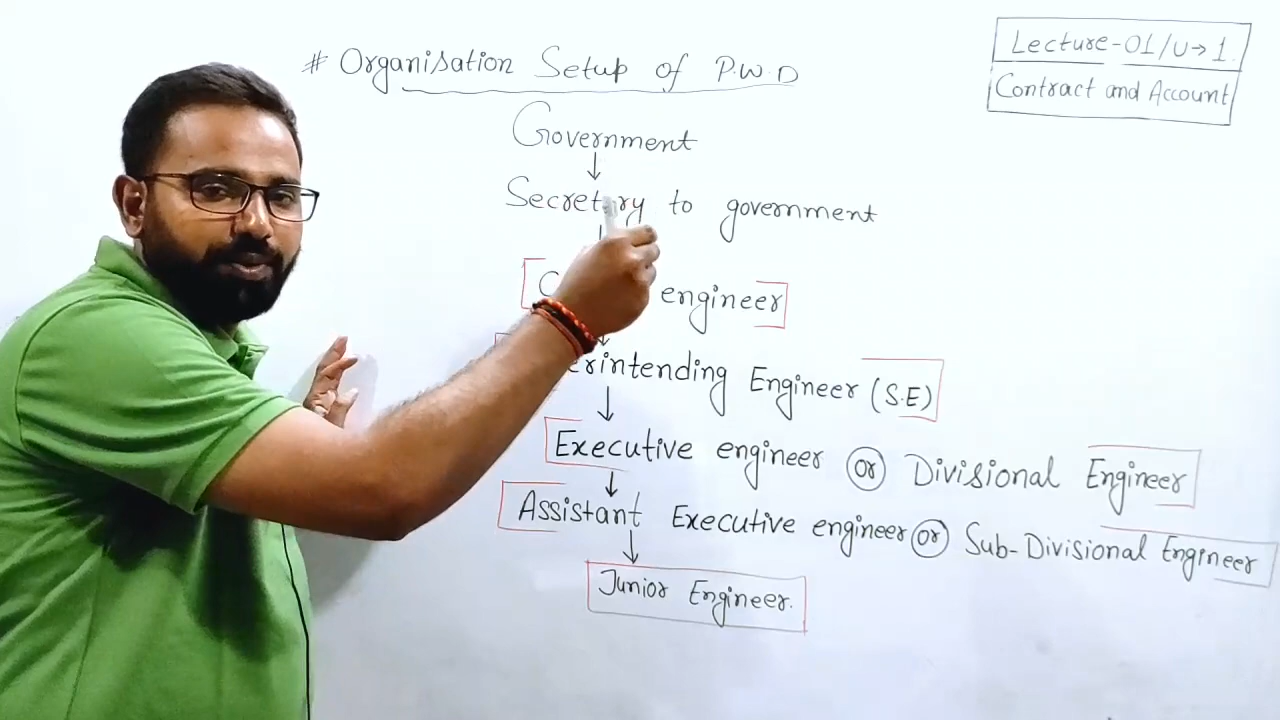 # Organisation Setup of P.W.D
Lecture-01/U→1
Contract and Account
Government
↓
Secretary to government
engineer
↓
Engineer (S.E)
↓
Executive engineer or Divisional Engineer
↓
Assistant Executive engineer or Sub-Divisional Engineer
↓
Junior Engineer.